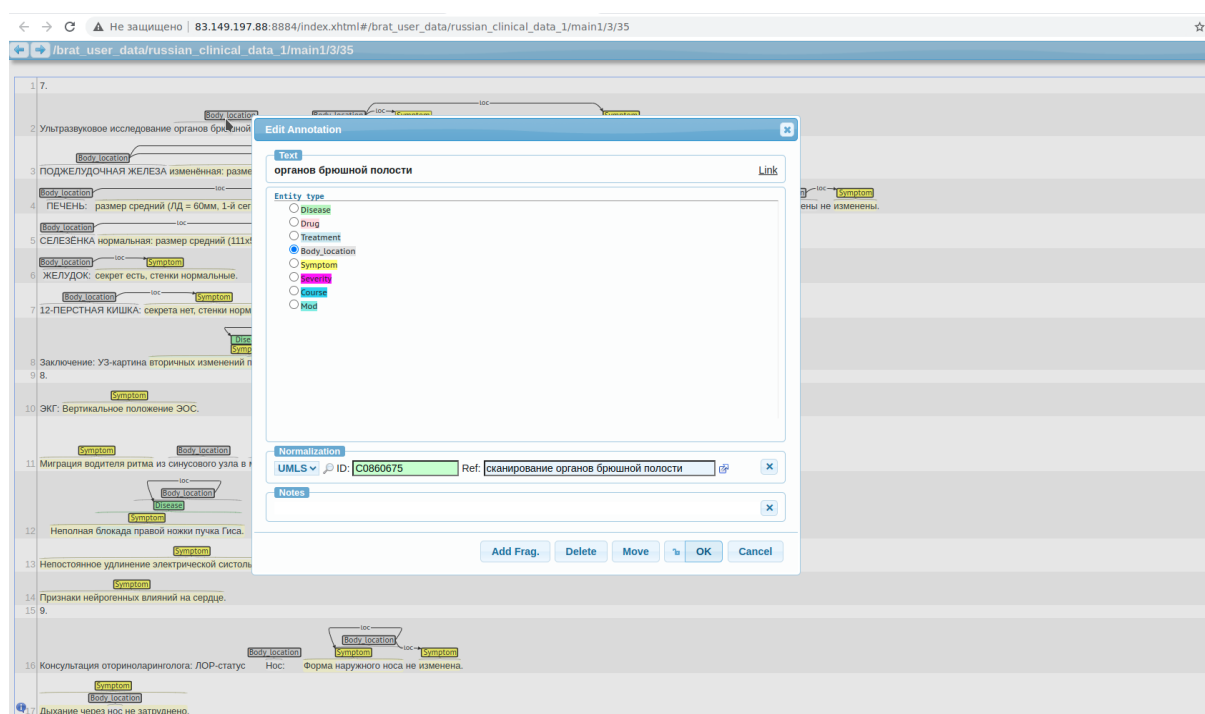 Не защищено | 83.149.197.88:8884/index.xhtml#/brat_user_data/russian_clinical_data_1/main1/3/35
/brat_user_data/russian_clinical_data_1/main1/3/35
1 7.
Body_location Body_location loc Symptom loc Symptom
2 Ультразвуковое исследование органов брюшной
Body_location
3 ПОДЖЕЛУДОЧНАЯ ЖЕЛЕЗА изменённая: разме
Body_location loc loc Symptom
4 ПЕЧЕНЬ: размер средний (ЛД = 60мм, 1-й сег ены не изменены.
Body_location loc
5 СЕЛЕЗЁНКА нормальная: размер средний (111х
Body_location loc Symptom
6 ЖЕЛУДОК: секрет есть, стенки нормальные.
Body_location loc Symptom
7 12-ПЕРСТНАЯ КИШКА: секрета нет, стенки норм
Dise
Symp
8 Заключение: УЗ-картина вторичных изменений п
9 8.
Symptom
10 ЭКГ: Вертикальное положение ЭОС.
Symptom Body_location
11 Миграция водителя ритма из синусового узла в
loc
Body_location
Disease
Symptom
12 Неполная блокада правой ножки пучка Гиса.
Symptom
13 Непостоянное удлинение электрической систоль
Symptom
14 Признаки нейрогенных влияний на сердце.
15 9.
loc
Body_location
Body_location Symptom loc Symptom
16 Консультация оториноларинголога: ЛОР-статус Нос: Форма наружного носа не изменена.
Symptom
Body_location
17 Дыхание через нос не затруднено.
Edit Annotation
Text
органов брюшной полости Link
Entity type
Disease
Drug
Treatment
Body_location
Symptom
Severity
Course
Mod
Normalization
UMLS ID: C0860675 Ref: сканирование органов брюшной полости
Notes
Add Frag. Delete Move OK Cancel